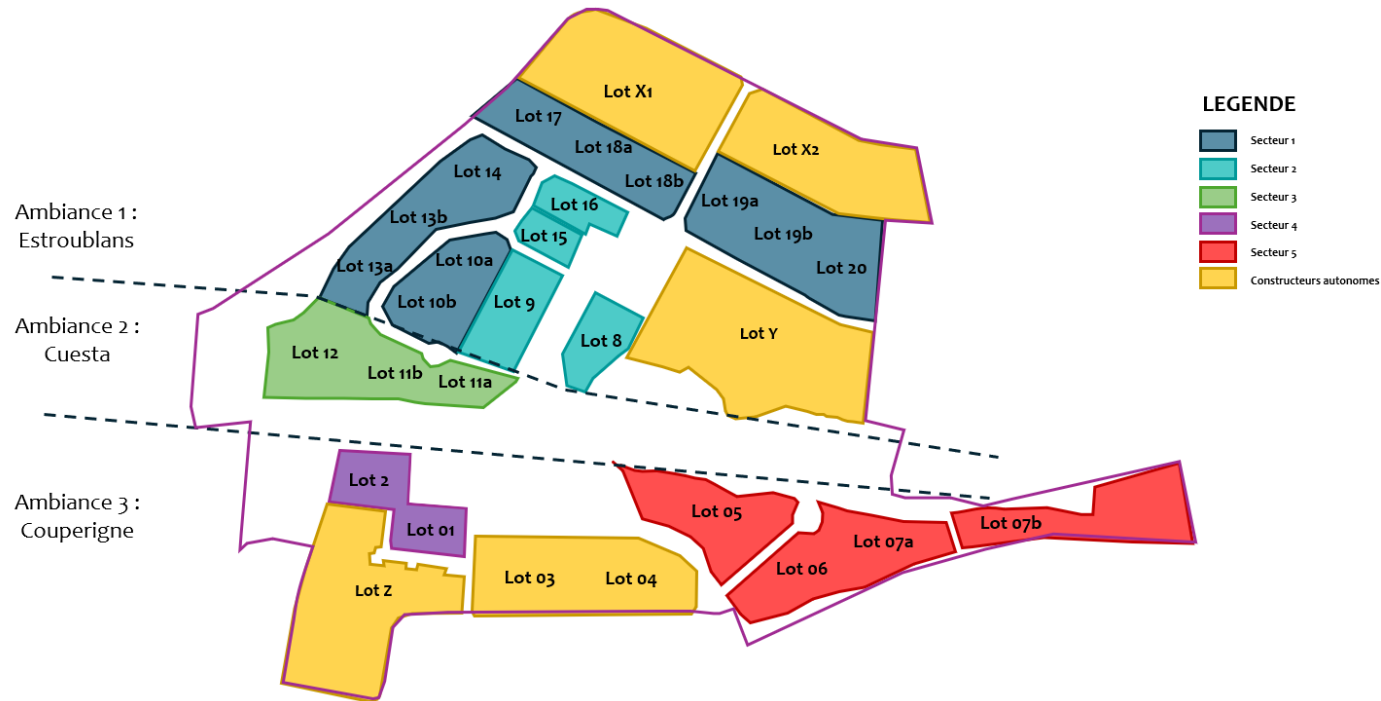 Lot X1
Lot 17
Lot 18a
Lot X2
Lot 14
Lot 18b
Lot 19a
Lot 16
Lot 13b
Lot 15
Lot 19b
Lot 13a
Lot 10a
Lot 20
Lot 10b
Lot 9
Lot Y
Lot 8
Lot 12
Lot 11b
Lot 11a
Lot 2
Lot 01
Lot 05
Lot 07b
Lot 07a
Lot 06
Lot 03
Lot 04
Lot Z
Ambiance 1 :
Estroublans
Ambiance 2 :
Cuesta
Ambiance 3 :
Couperigne
LEGENDE
Secteur 1
Secteur 2
Secteur 3
Secteur 4
Secteur 5
Constructeurs autonomes